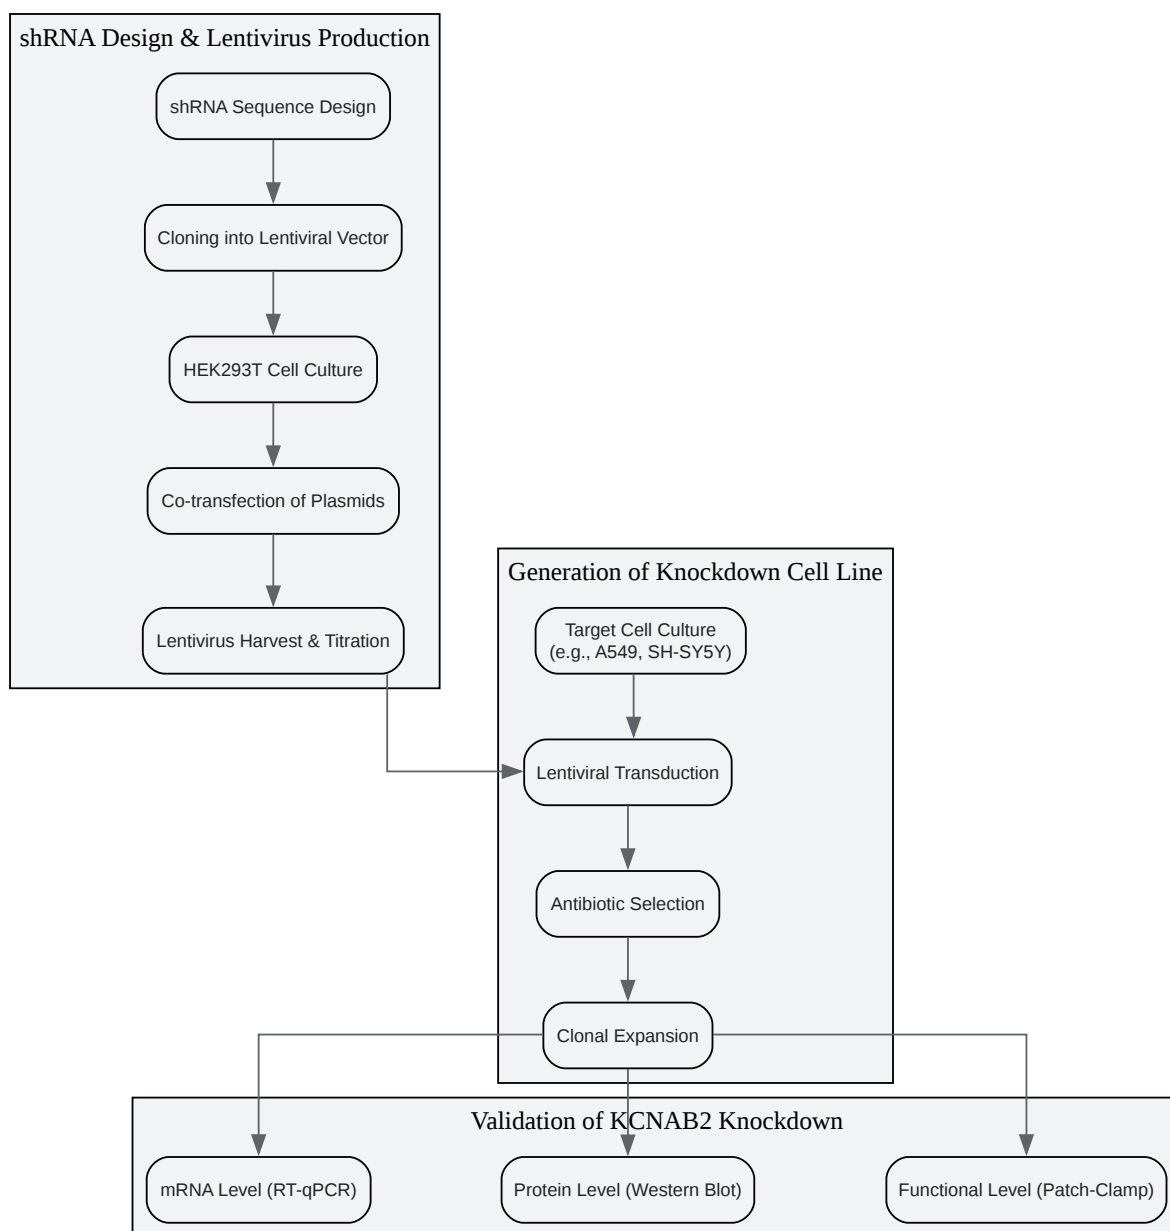 shRNA Design & Lentivirus Production
shRNA Sequence Design
Cloning into Lentiviral Vector
HEK293T Cell Culture
Co-transfection of Plasmids
Lentivirus Harvest & Titration
Generation of Knockdown Cell Line
Target Cell Culture
(e.g., A549, SH-SY5Y)
Lentiviral Transduction
Antibiotic Selection
Clonal Expansion
Validation of KCNAB2 Knockdown
mRNA Level (RT-qPCR)
Protein Level (Western Blot)
Functional Level (Patch-Clamp)